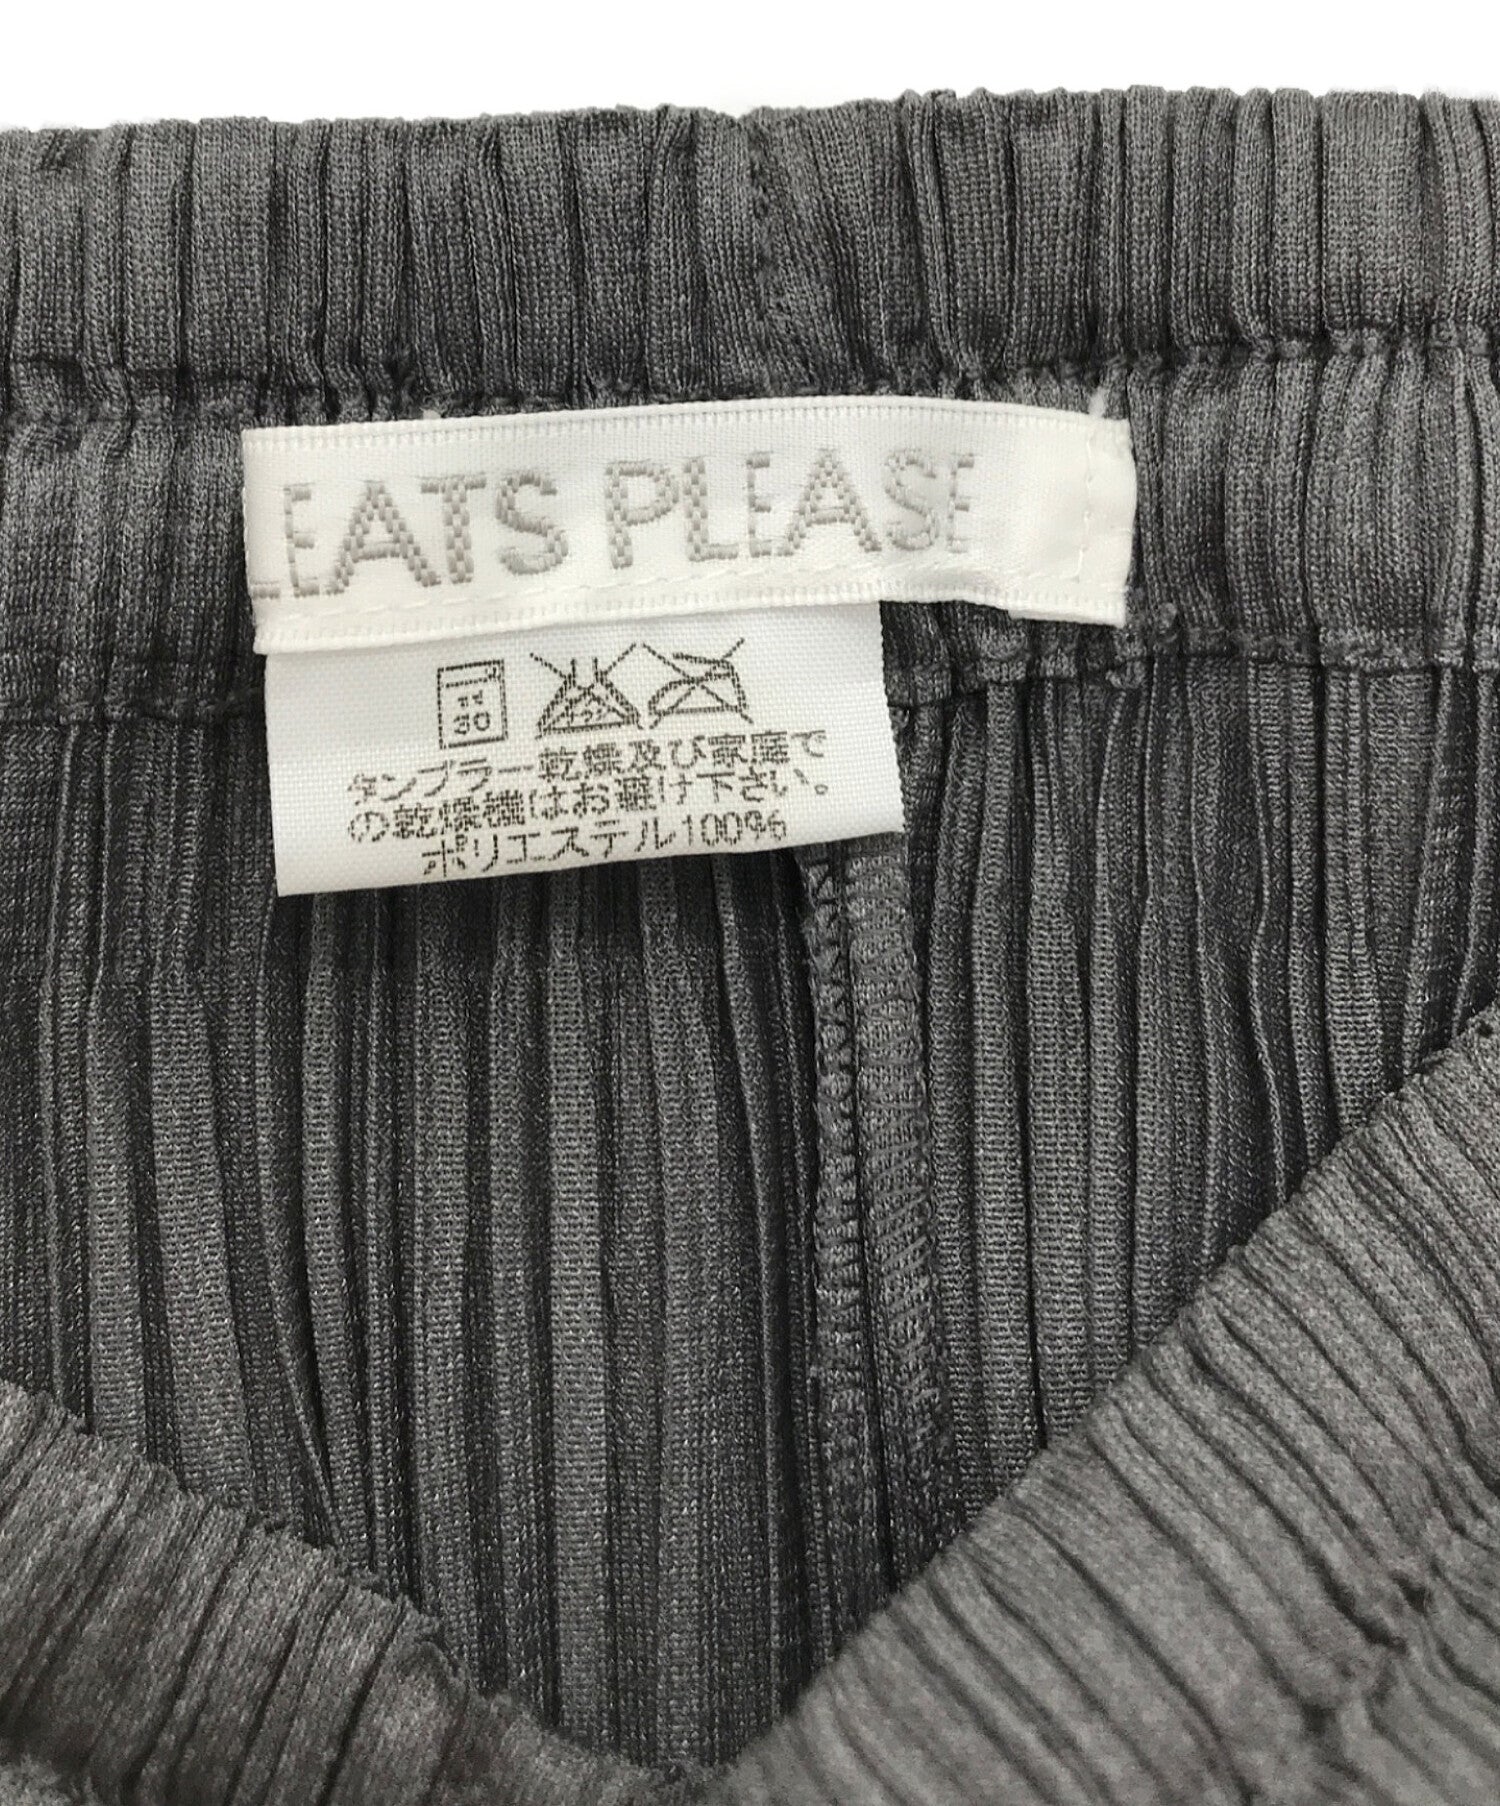 LEATS PLEASE
タンブラー乾燥及び家庭で
の乾燥機はお避け下さい。
ポリエステル100%